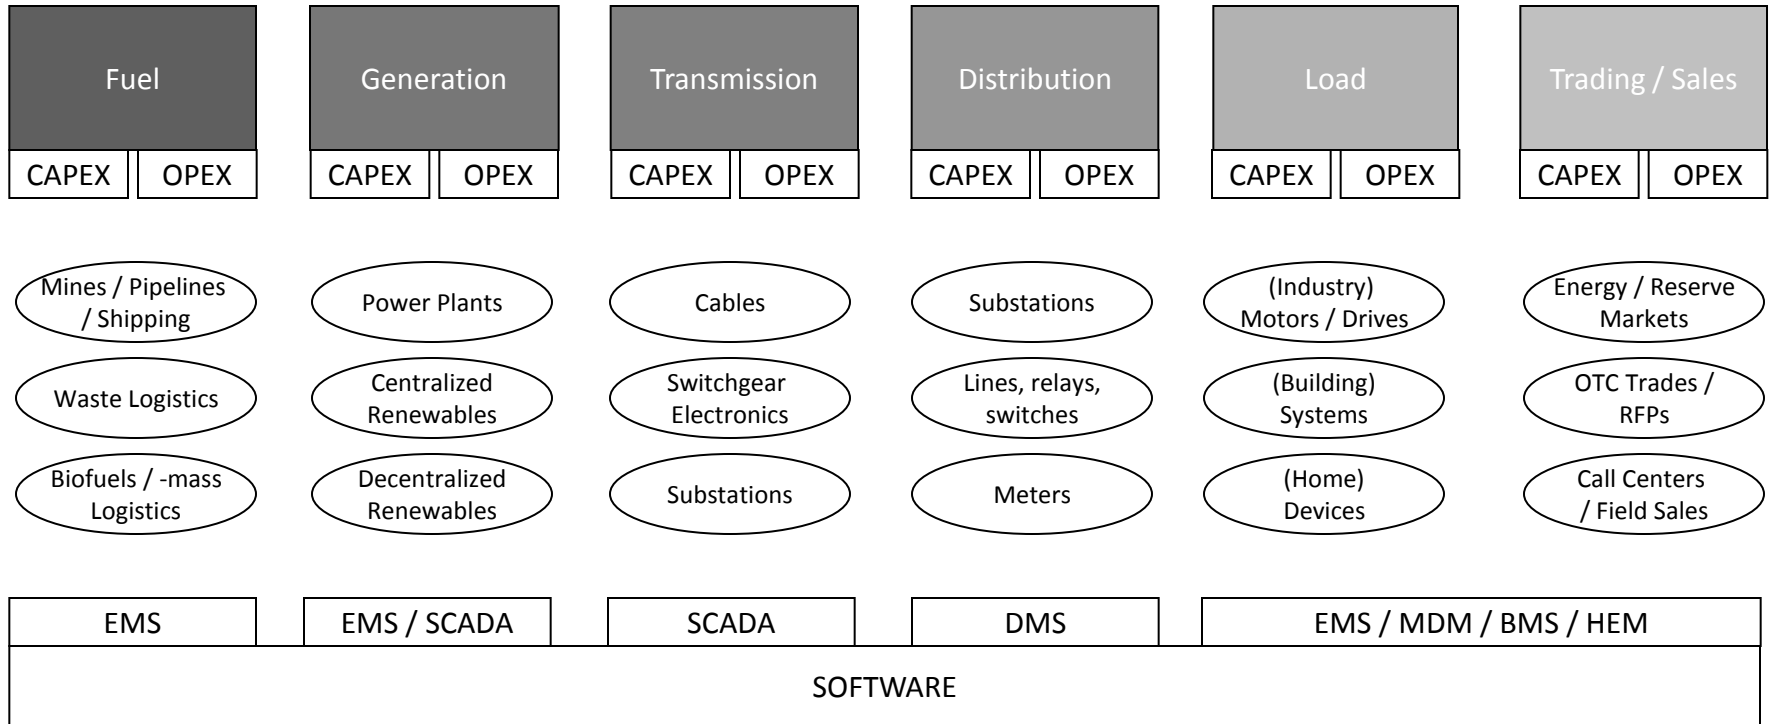 Fuel
Generation
Transmission
Distribution
Load
Trading / Sales
CAPEX
OPEX
CAPEX
OPEX
CAPEX
OPEX
CAPEX
OPEX
CAPEX
OPEX
CAPEX
OPEX
Mines / Pipelines
/ Shipping
Power Plants
Cables
Substations
(Industry)
Motors / Drives
Energy / Reserve
Markets
Waste Logistics
Centralized
Renewables
Switchgear
Electronics
Lines, relays,
switches
(Building)
Systems
OTC Trades /
RFPs
Biofuels / -mass
Logistics
Decentralized
Renewables
Substations
Meters
(Home)
Devices
Call Centers
/ Field Sales
EMS
EMS / SCADA
SCADA
DMS
EMS / MDM / BMS / HEM
SOFTWARE